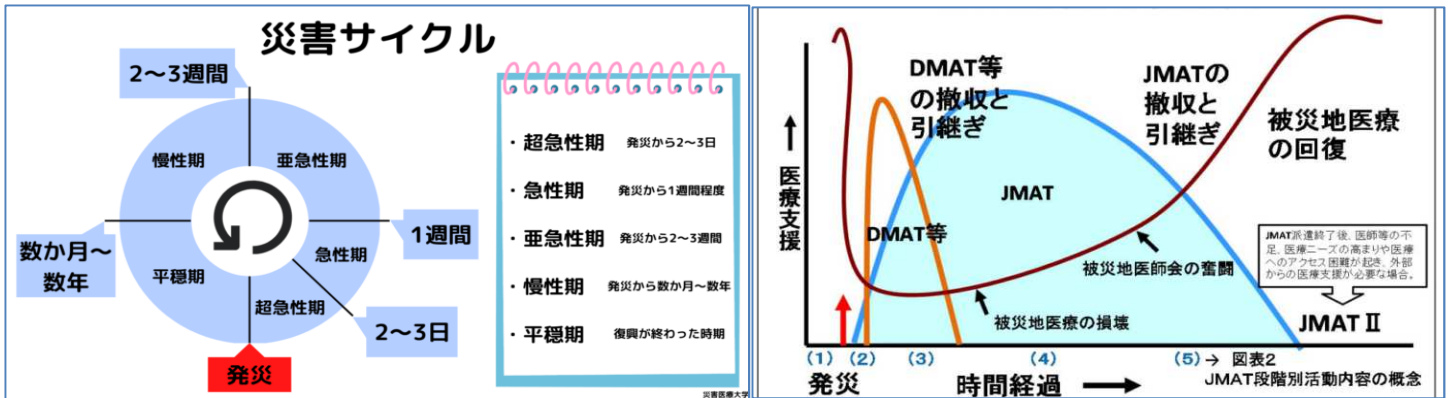 災害サイクル
2〜3週間
慢性期
亜急性期
1週間
急性期
2〜3日
超急性期
発災
平穏期
数か月〜
数年
・超急性期 発災から2〜3日
・急性期 発災から1週間程度
・亜急性期 発災から2〜3週間
・慢性期 発災から数か月〜数年
・平穏期 復興が終わった時期
災害医療大学
医療支援
DMAT等
の撤収と
引継ぎ
JMATの
撤収と
引継ぎ
被災地医療
の回復
JMAT
DMAT等
被災地医師会の奮闘
被災地医療の損壊
JMAT派遣終了後、医師等の不
足、医療ニーズの高まりや医療
へのアクセス困難が起き、外部
からの医療支援が必要な場合。
JMATⅡ
(1) (2) (3) (4) (5)→ 図表2
発災 時間経過 JMAT段階別活動内容の概念